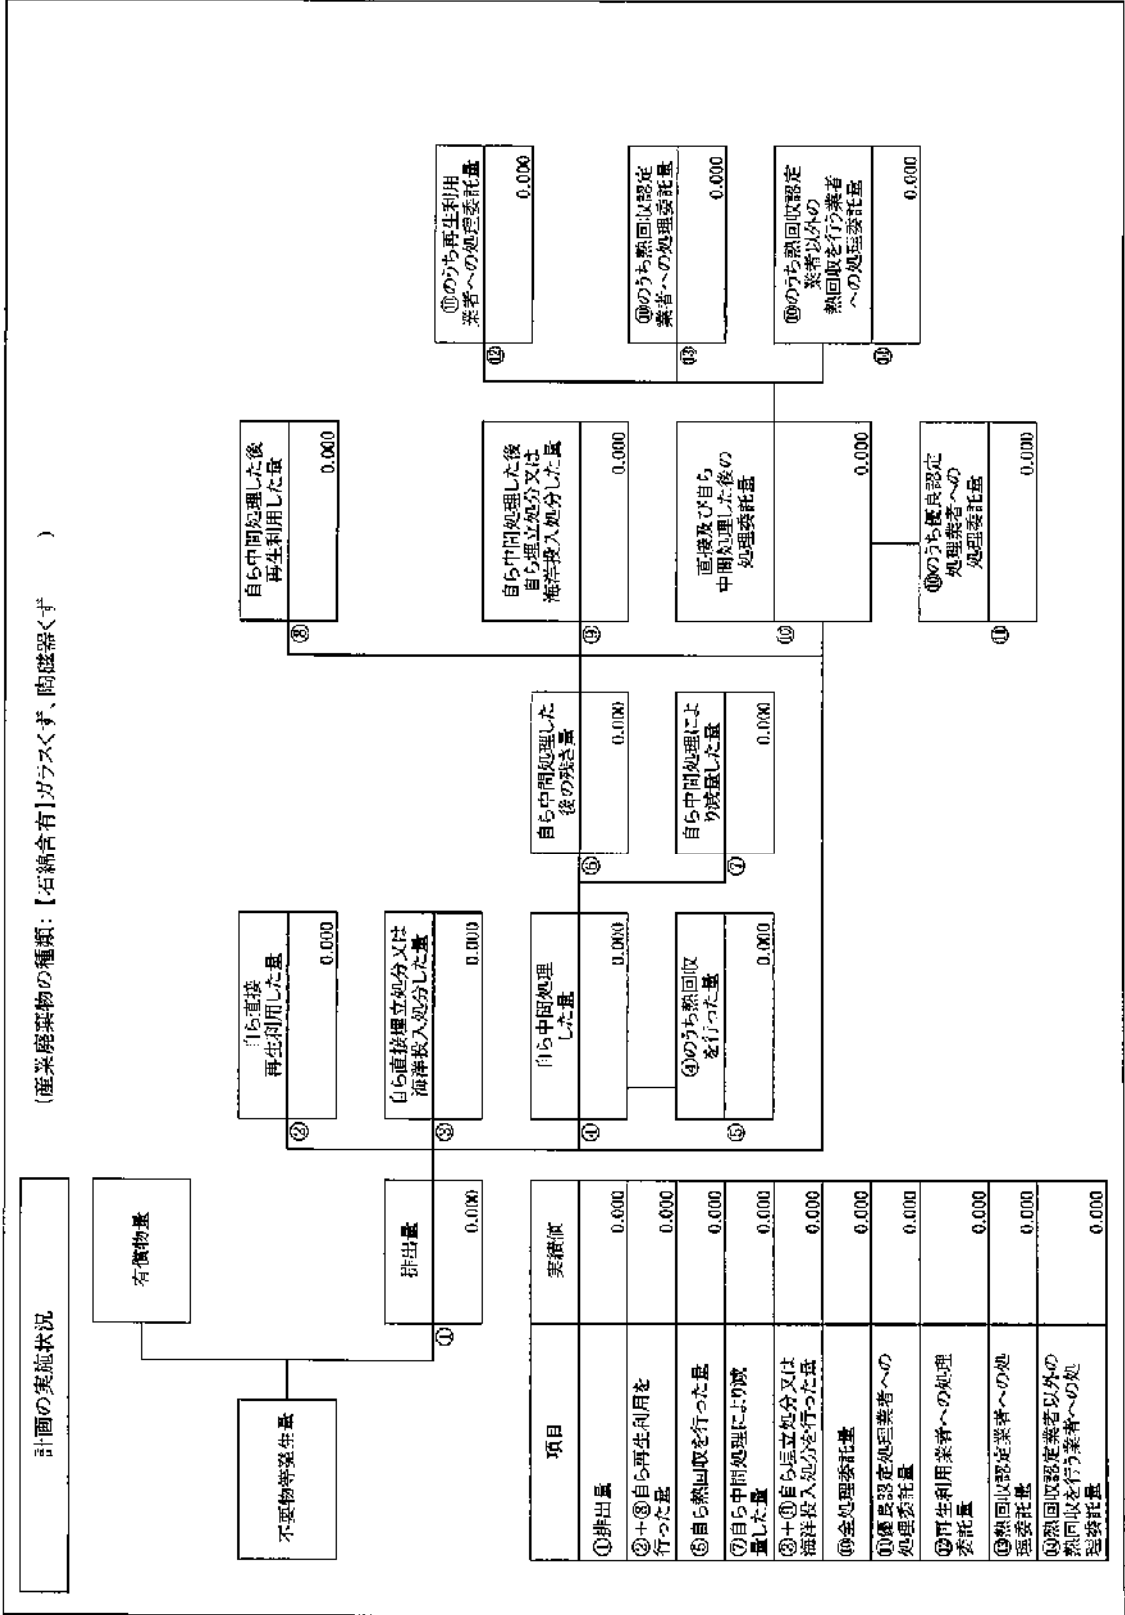 計画の実施状況
(産業廃棄物の種類：【石綿含有】ガラスくず、陶磁器くず　　　)
有償物量
不要物等発生量
排出量
①
0.000
自ら直接
再生利用した量
②
0.000
自ら直接埋立処分又は
海洋投入処分した量
③
0.000
自ら中間処理
した量
④
0.000
④のうち熱回収
を行った量
⑤
0.000
自ら中間処理した
後の残さ量
⑥
0.000
自ら中間処理によ
り減量した量
⑦
0.000
自ら中間処理した後
再生利用した量
⑧
0.000
自ら中間処理した後
自ら埋立処分又は
海洋投入処分した量
⑨
0.000
直接及び自ら
中間処理した後の
処理委託量
⑩
0.000
⑩のうち優良認定
処理業者への
処理委託量
⑪
0.000
⑪のうち再生利用
業者への処理委託量
⑫
0.000
⑩のうち熱回収認定
業者への処理委託量
⑬
0.000
⑩のうち熱回収認定
業者以外の
熱回収を行う業者
への処理委託量
⑭
0.000
項目　実績値
①排出量　0.000
②＋⑧自ら再生利用を
行った量　0.000
⑤自ら熱回収を行った量　0.000
⑦自ら中間処理により減
量した量　0.000
③＋⑨自ら埋立処分又は
海洋投入処分を行った量　0.000
⑩全処理委託量　0.000
⑪優良認定処理業者への
処理委託量　0.000
⑫再生利用業者への処理
委託量　0.000
⑬熱回収認定業者への処
理委託量　0.000
⑭熱回収認定業者以外の
熱回収を行う業者への処
理委託量　0.000